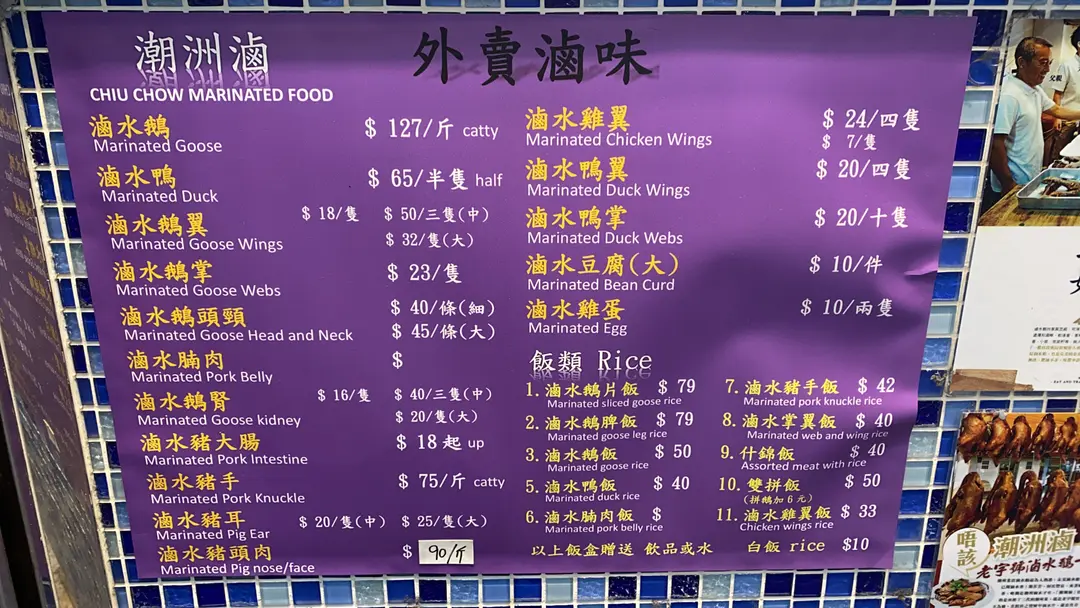 潮洲滷
外賣滷味
CHIU CHOW MARINATED FOOD
滷水鵝 $ 127/斤 catty
Marinated Goose
滷水鴨 $ 65/半隻 half
Marinated Duck
滷水鵝翼 $ 18/隻 $ 50/三隻(中)
Marinated Goose Wings $ 32/隻(大)
滷水鵝掌 $ 23/隻
Marinated Goose Webs
滷水鵝頭頸 $ 40/條(細)
Marinated Goose Head and Neck $ 45/條(大)
滷水腩肉 $
Marinated Pork Belly
滷水鵝腎 $ 16/隻 $ 40/三隻(中)
Marinated Goose kidney $ 20/隻(大)
滷水豬大腸 $ 18起 up
Marinated Pork Intestine
滷水豬手 $ 75/斤 catty
Marinated Pork Knuckle
滷水豬耳 $ 20/隻(中) $ 25/隻(大)
Marinated Pig Ear
滷水豬頭肉 $ 90/斤
Marinated Pig nose/face
滷水雞翼 $ 24/四隻
Marinated Chicken Wings $ 7/隻
滷水鴨翼 $ 20/四隻
Marinated Duck Wings
滷水鴨掌 $ 20/十隻
Marinated Duck Webs
滷水豆腐(大) $ 10/件
Marinated Bean Curd
滷水雞蛋 $ 10/兩隻
Marinated Egg
飯類 Rice
1. 滷水鵝片飯 $ 79
Marinated sliced goose rice
2. 滷水鵝脾飯 $ 79
Marinated goose leg rice
3. 滷水鵝飯 $ 50
Marinated goose rice
5. 滷水鴨飯 $ 40
Marinated duck rice
6. 滷水腩肉飯 $
Marinated pork belly rice
7. 滷水豬手飯 $ 42
Marinated pork knuckle rice
8. 滷水掌翼飯 $ 40
Marinated web and wing rice
9. 什錦飯 $ 40
Assorted meat with rice
10. 雙拼飯 $ 50
(拼鵝加6元)
11. 滷水雞翼飯 $ 33
Chicken wings rice
以上飯盒贈送 飲品或水 白飯 rice $10
父親
唔該
潮洲滷
老字號滷水鵝